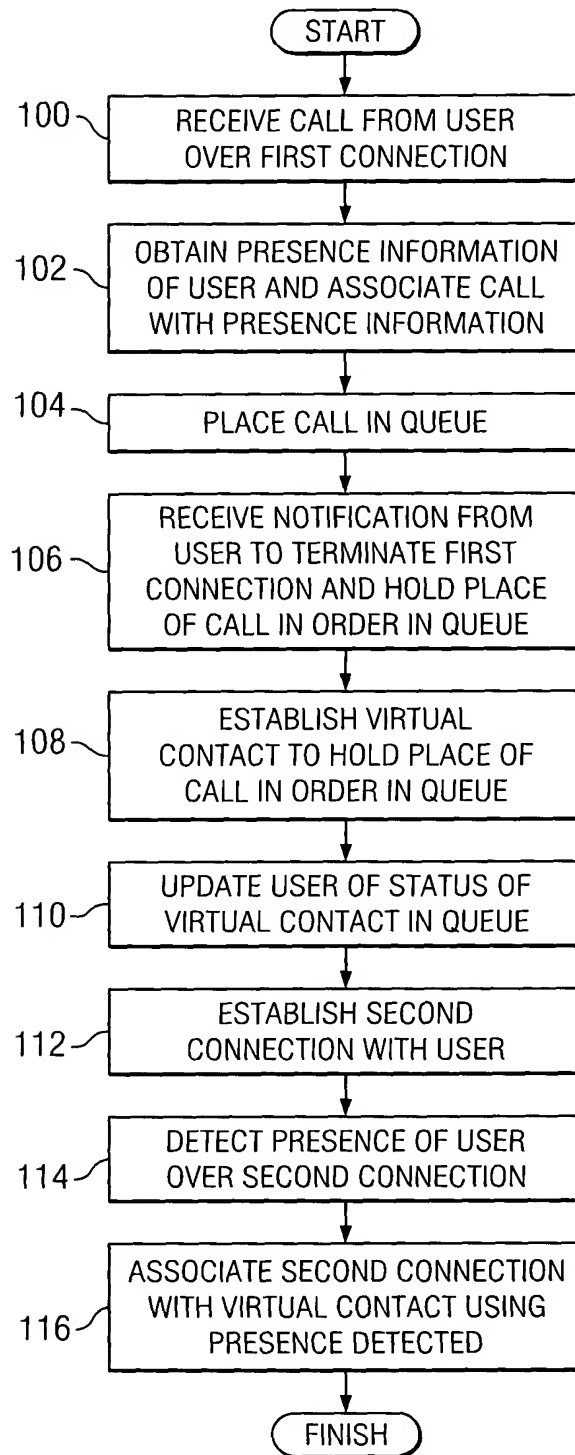 START
100
RECEIVE CALL FROM USER
OVER FIRST CONNECTION
102
OBTAIN PRESENCE INFORMATION
OF USER AND ASSOCIATE CALL
WITH PRESENCE INFORMATION
104
PLACE CALL IN QUEUE
106
RECEIVE NOTIFICATION FROM
USER TO TERMINATE FIRST
CONNECTION AND HOLD PLACE
OF CALL IN ORDER IN QUEUE
108
ESTABLISH VIRTUAL
CONTACT TO HOLD PLACE OF
CALL IN ORDER IN QUEUE
110
UPDATE USER OF STATUS OF
VIRTUAL CONTACT IN QUEUE
112
ESTABLISH SECOND
CONNECTION WITH USER
114
DETECT PRESENCE OF USER
OVER SECOND CONNECTION
116
ASSOCIATE SECOND CONNECTION
WITH VIRTUAL CONTACT USING
PRESENCE DETECTED
FINISH